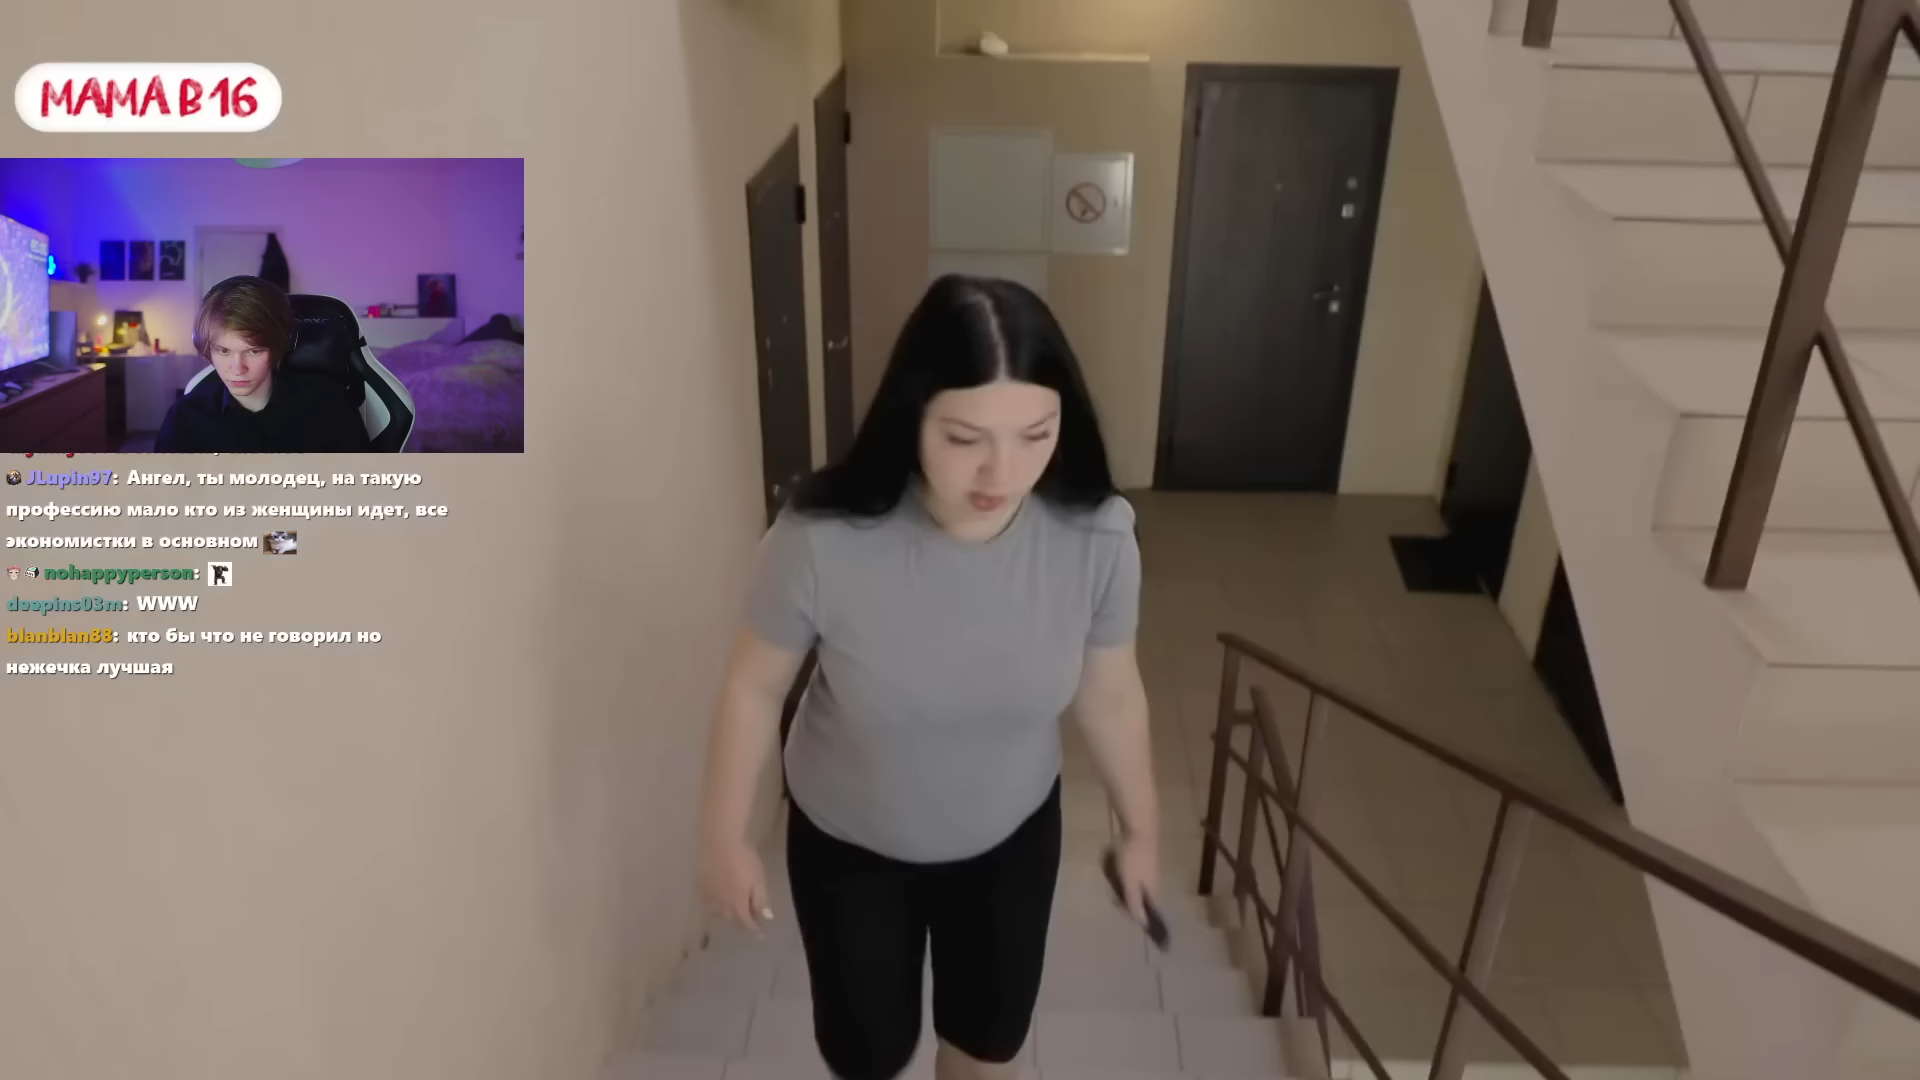 МАМА В 16
JLupin97: Ангел, ты молодец, на такую
профессию мало кто из женщины идет, все
экономистки в основном
nohappyperson:
deepins03m: WWW
blanblan88: кто бы что не говорил но
нежечка лучшая